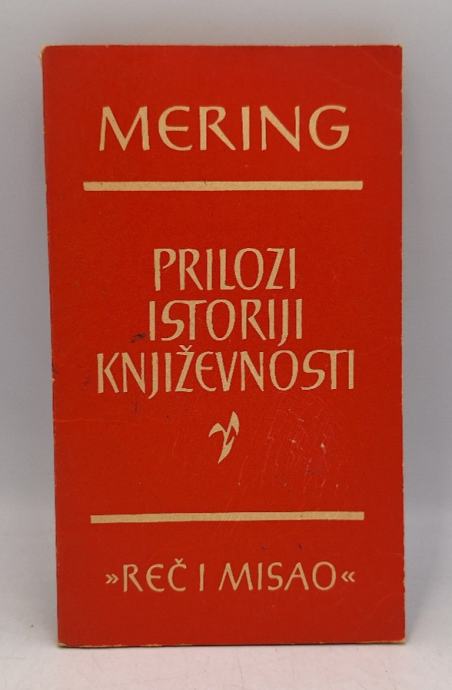 MERING
PRILOZI
ISTORIJI
KNJIŽEVNOSTI
»REČ I MISAO«